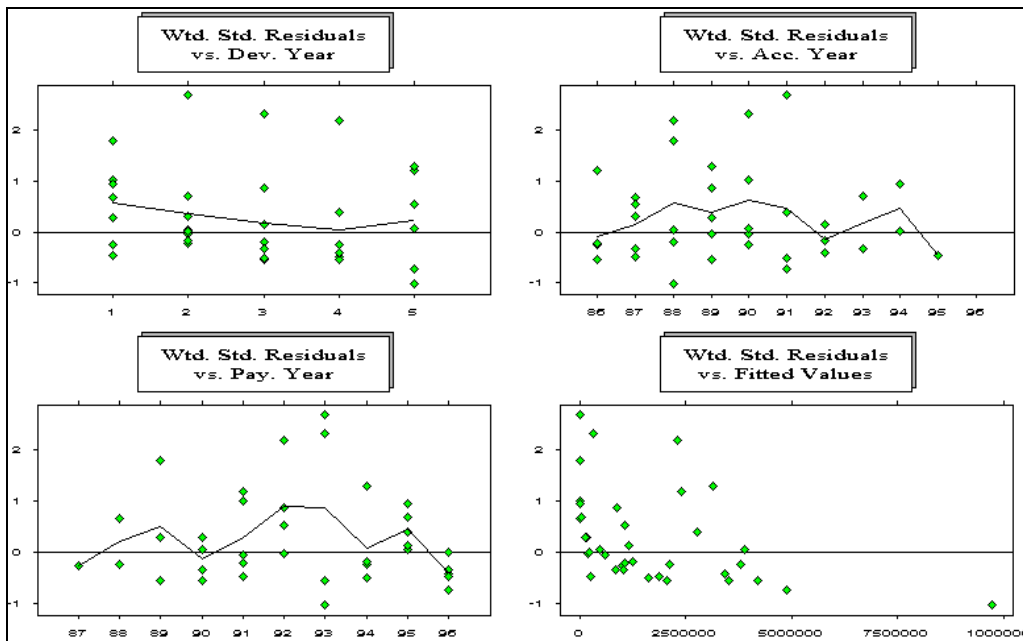 Wtd. Std. Residuals
vs. Dev. Year
2
1
0
-1
1 2 3 4 5
Wtd. Std. Residuals
vs. Acc. Year
2
1
0
-1
86 87 88 89 90 91 92 93 94 95 96
Wtd. Std. Residuals
vs. Pay. Year
2
1
0
-1
87 88 89 90 91 92 93 94 95 96
Wtd. Std. Residuals
vs. Fitted Values
2
1
0
-1
0 2500000 5000000 7500000 1000000